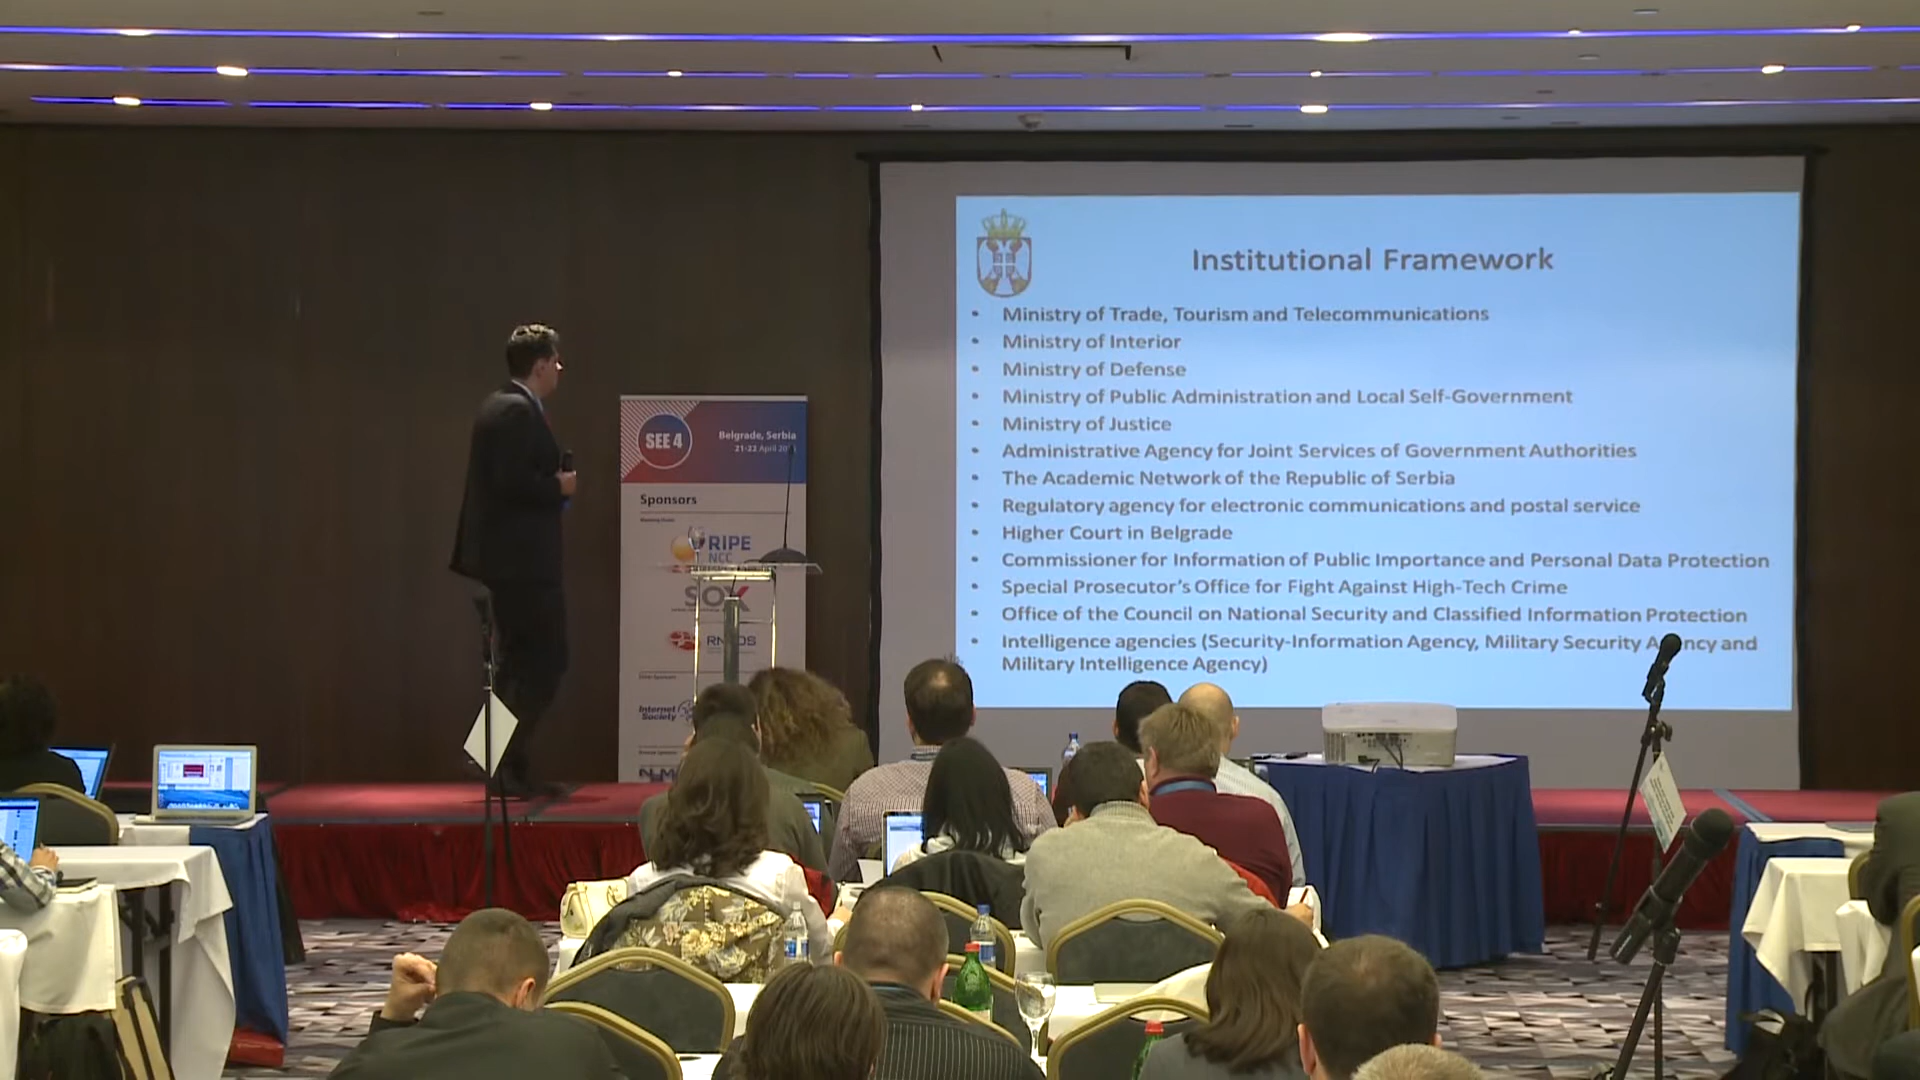 Institutional Framework
• Ministry of Trade, Tourism and Telecommunications
• Ministry of Interior
• Ministry of Defense
• Ministry of Public Administration and Local Self-Government
• Ministry of Justice
• Administrative Agency for Joint Services of Government Authorities
• The Academic Network of the Republic of Serbia
• Regulatory agency for electronic communications and postal service
• Higher Court in Belgrade
• Commissioner for Information of Public Importance and Personal Data Protection
• Special Prosecutor's Office for Fight Against High-Tech Crime
• Office of the Council on National Security and Classified Information Protection
• Intelligence agencies (Security-Information Agency, Military Security Agency and
Military Intelligence Agency)
SEE 4
Belgrade, Serbia
21-22 April
Sponsors
RIPE
NCC
SOX
Internet
Society